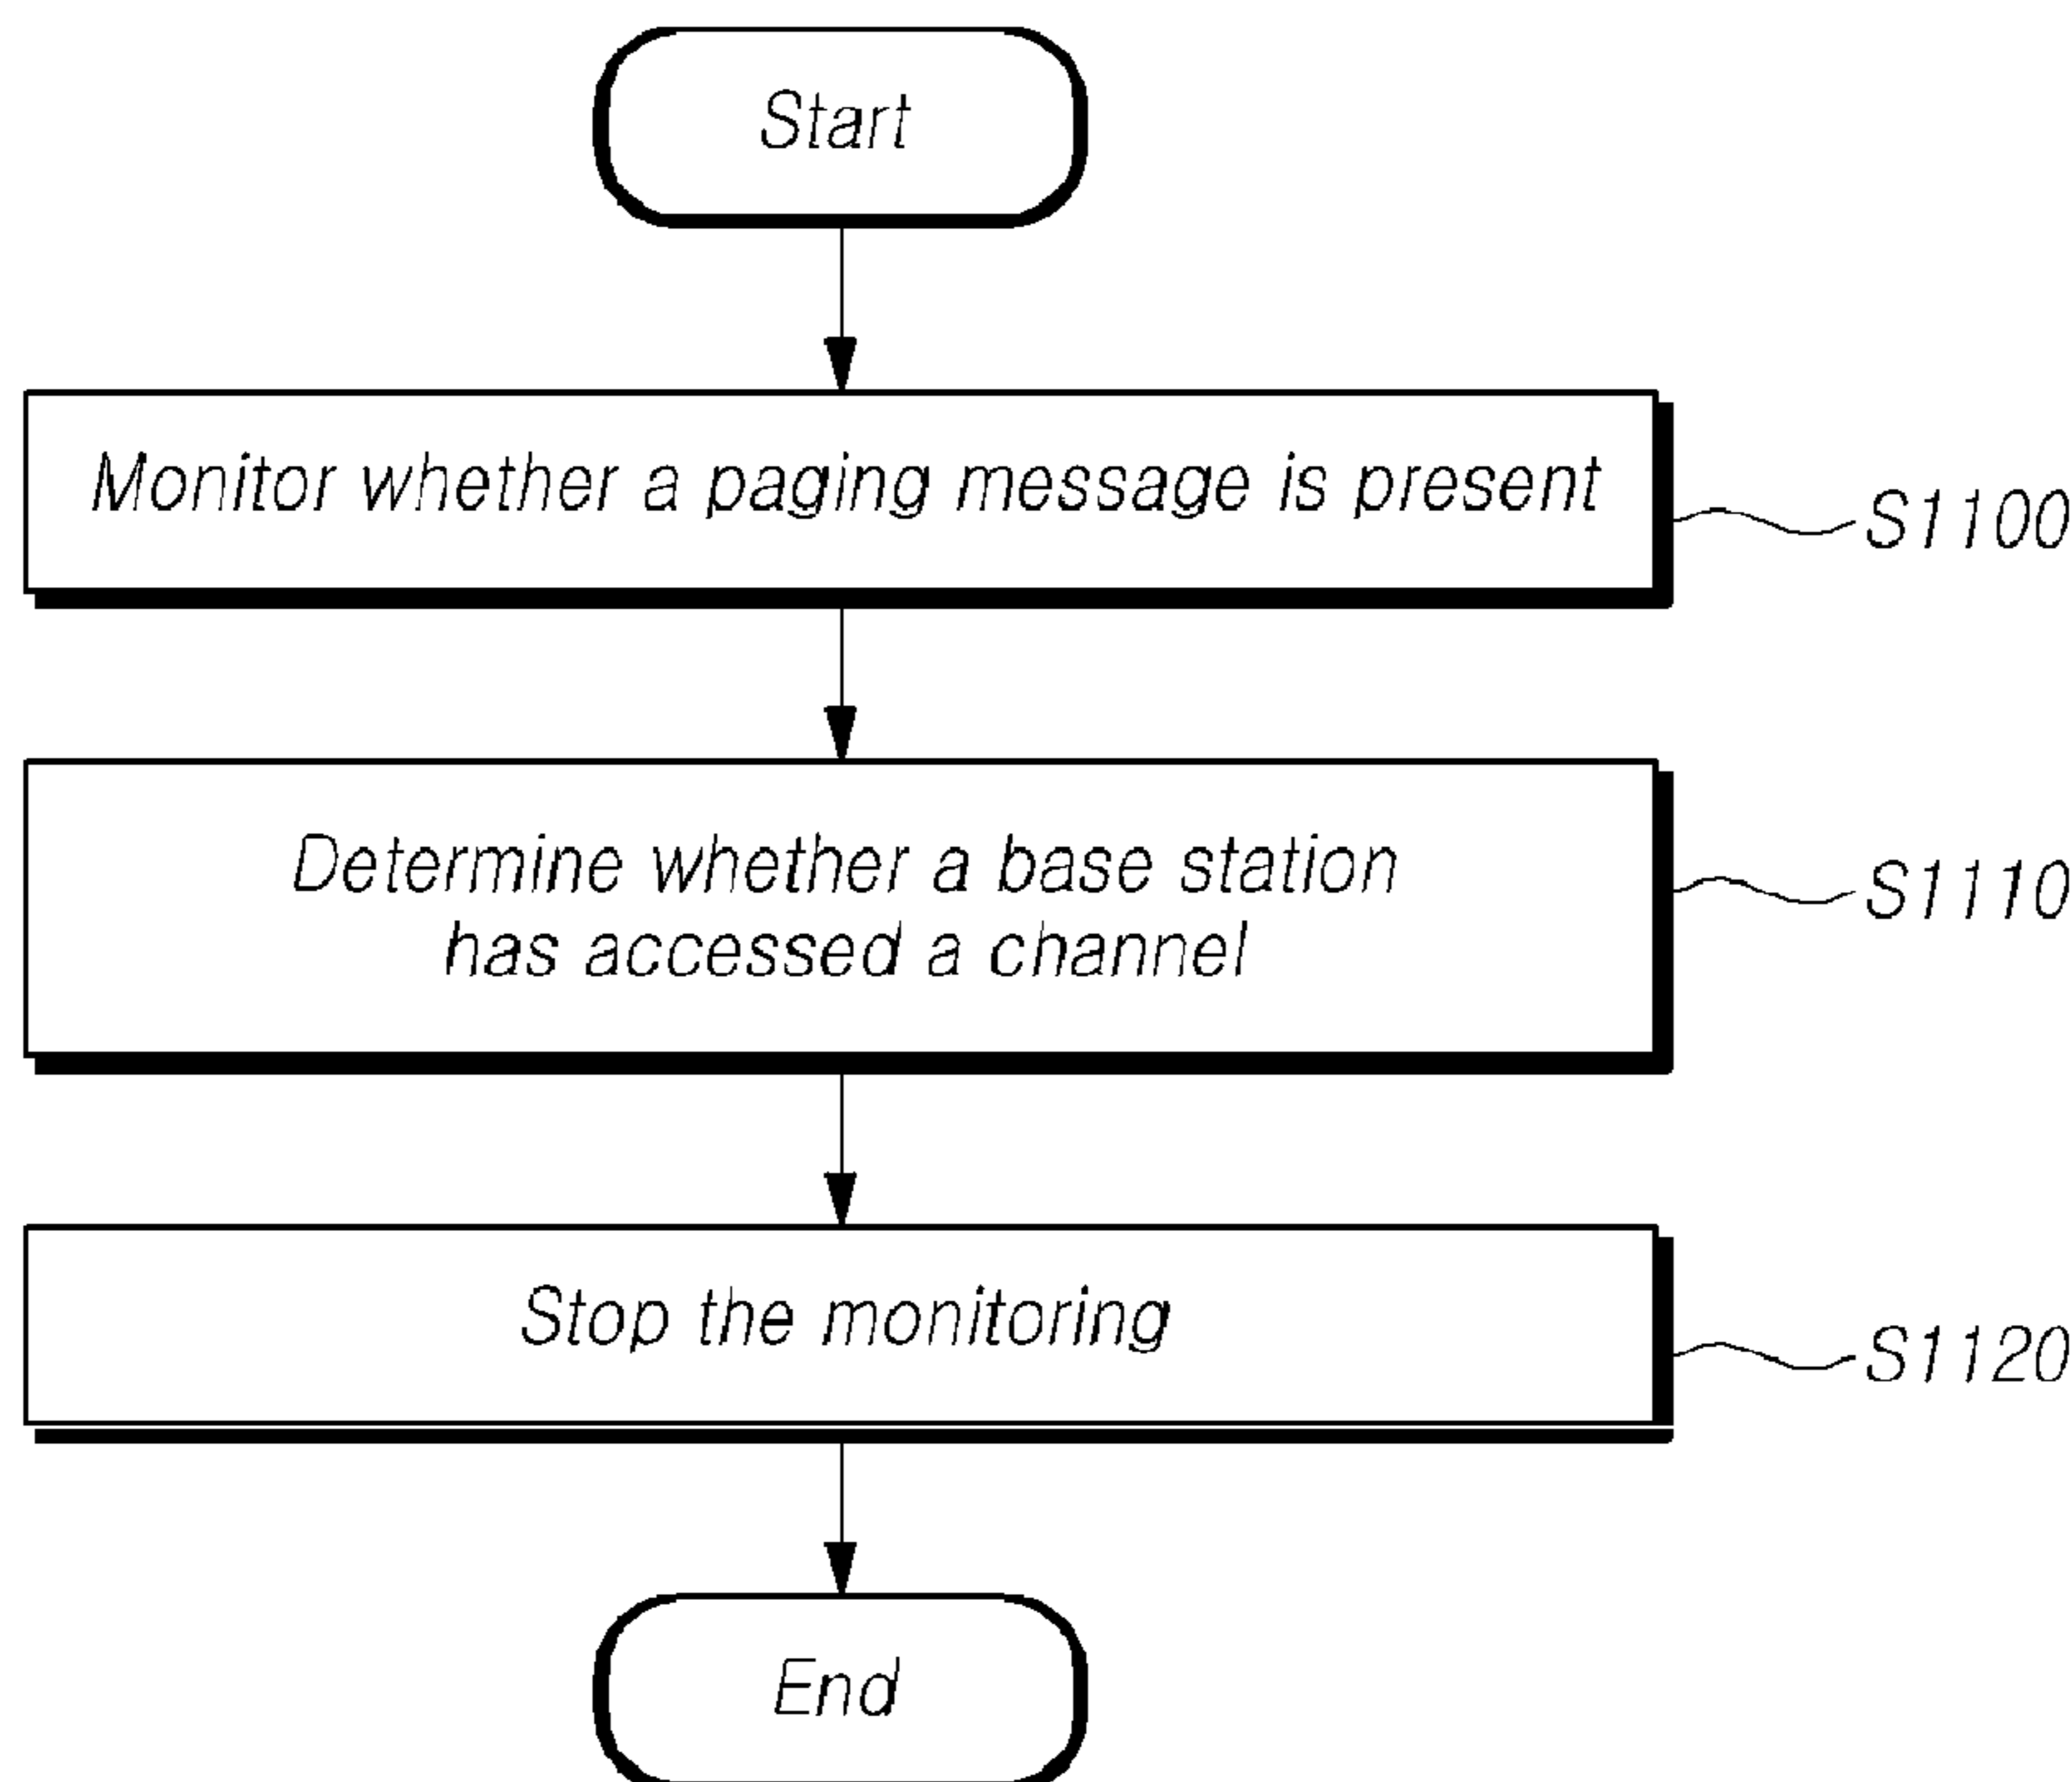 Start
Monitor whether a paging message is present
S1100
Determine whether a base station
has accessed a channel
S1110
Stop the monitoring
S1120
End